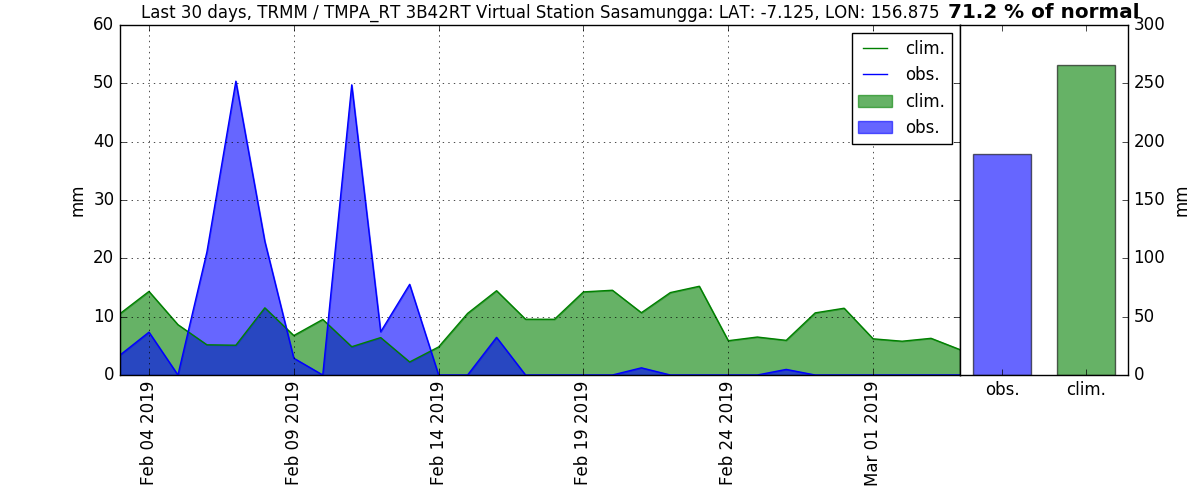 Last 30 days, TRMM / TMPA_RT 3B42RT Virtual Station Sasamungga: LAT: -7.125, LON: 156.875 71.2 % of normal
60
50
40
30
20
10
0
mm
clim.
obs.
clim.
obs.
Feb 04 2019
Feb 09 2019
Feb 14 2019
Feb 19 2019
Feb 24 2019
Mar 01 2019
300
250
200
150
100
50
0
mm
obs.
clim.